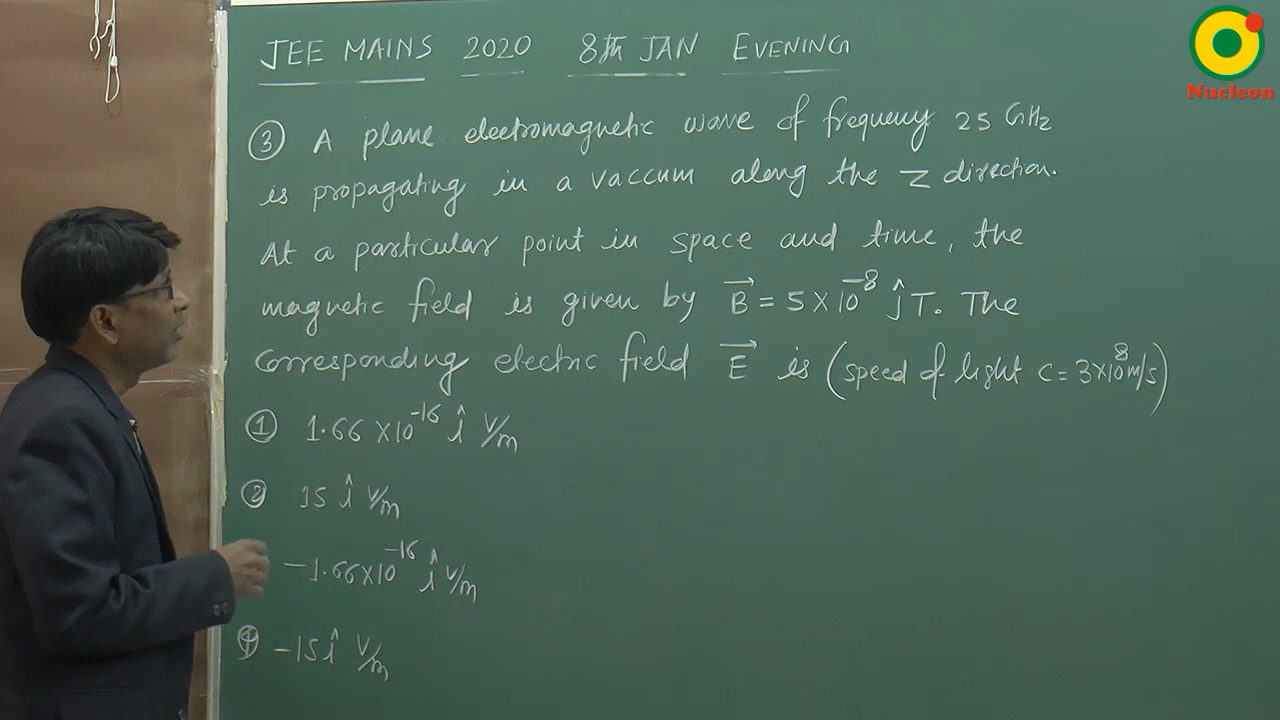 JEE MAINS 2020 8th JAN EVENING
Nucleon
③ A plane electromagnetic wave of frequency 25 GHz
is propagating in a vaccum along the Z direction.
At a particular point in space and time, the
magnetic field is given by B⃗ = 5×10⁻⁸ ĵ T. The
corresponding electric field E⃗ is (speed of light c = 3×10⁸ m/s)
① 1.66 ×10⁻¹⁶ î V/m
② 15 î V/m
−1.66×10⁻¹⁶ î V/m
④ −15 î V/m